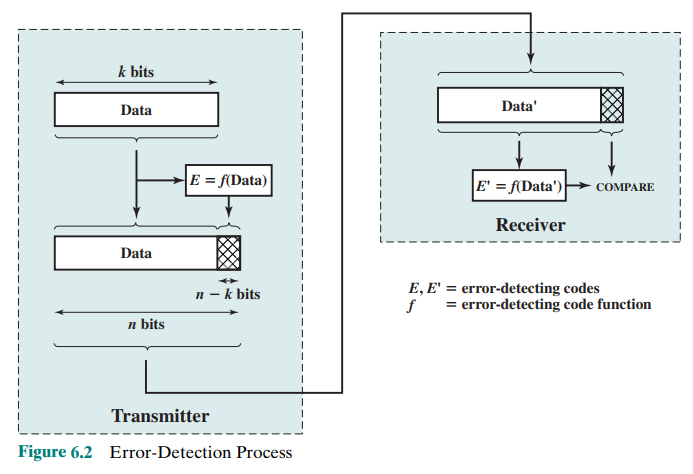 k bits
Data
E = f(Data)
Data
n − k bits
n bits
Transmitter
Data'
E' = f(Data')
COMPARE
Receiver
E, E' = error-detecting codes
f = error-detecting code function
Figure 6.2 Error-Detection Process